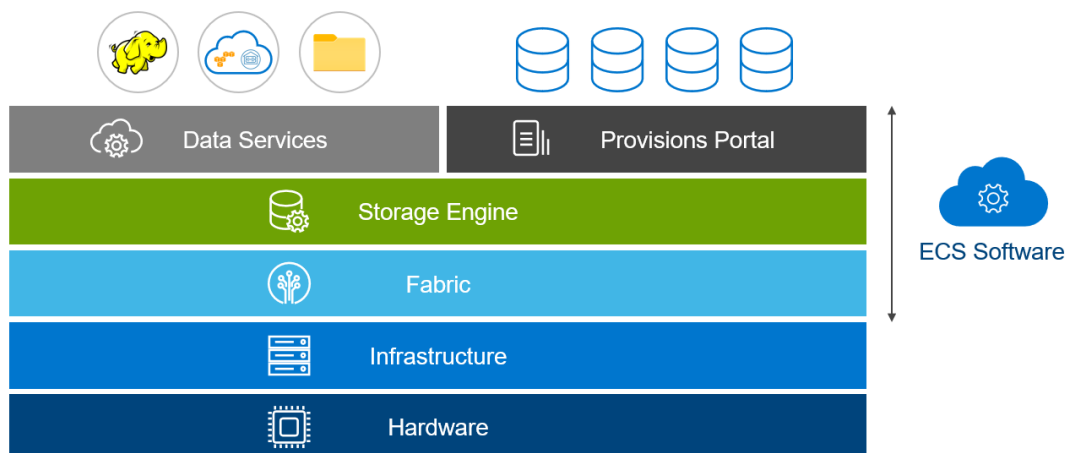 Data Services
Provisions Portal
Storage Engine
ECS Software
Fabric
Infrastructure
Hardware